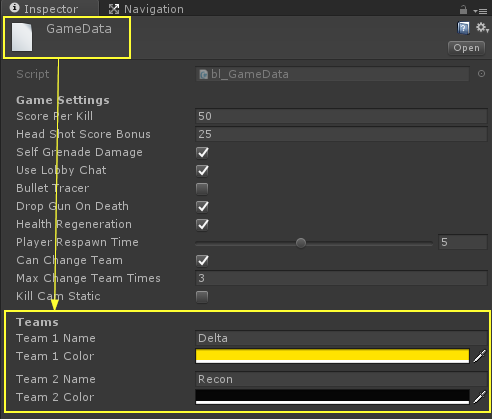 Inspector Navigation
GameData
Open
Script bl_GameData
Game Settings
Score Per Kill 50
Head Shot Score Bonus 25
Self Grenade Damage
Use Lobby Chat
Bullet Tracer
Drop Gun On Death
Health Regeneration
Player Respawn Time 5
Can Change Team
Max Change Team Times 3
Kill Cam Static
Teams
Team 1 Name Delta
Team 1 Color
Team 2 Name Recon
Team 2 Color